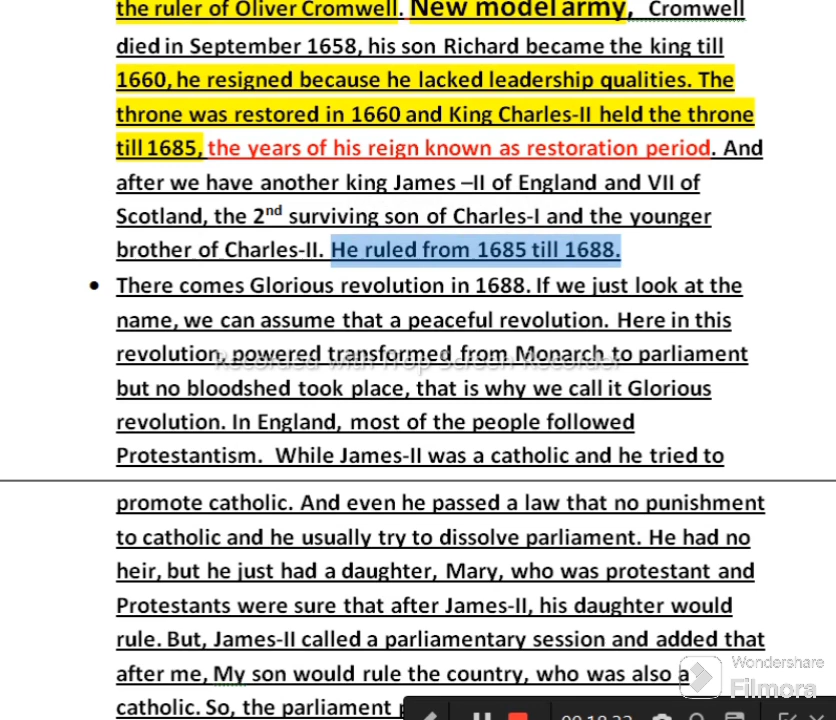 the ruler of Oliver Cromwell. New model army, Cromwell
died in September 1658, his son Richard became the king till
1660, he resigned because he lacked leadership qualities. The
throne was restored in 1660 and King Charles-II held the throne
till 1685, the years of his reign known as restoration period. And
after we have another king James –II of England and VII of
Scotland, the 2nd surviving son of Charles-I and the younger
brother of Charles-II. He ruled from 1685 till 1688.
• There comes Glorious revolution in 1688. If we just look at the
name, we can assume that a peaceful revolution. Here in this
revolution, powered transformed from Monarch to parliament
but no bloodshed took place, that is why we call it Glorious
revolution. In England, most of the people followed
Protestantism. While James-II was a catholic and he tried to
promote catholic. And even he passed a law that no punishment
to catholic and he usually try to dissolve parliament. He had no
heir, but he just had a daughter, Mary, who was protestant and
Protestants were sure that after James-II, his daughter would
rule. But, James-II called a parliamentary session and added that
after me, My son would rule the country, who was also a
catholic. So, the parliament
Wondershare
Filmora